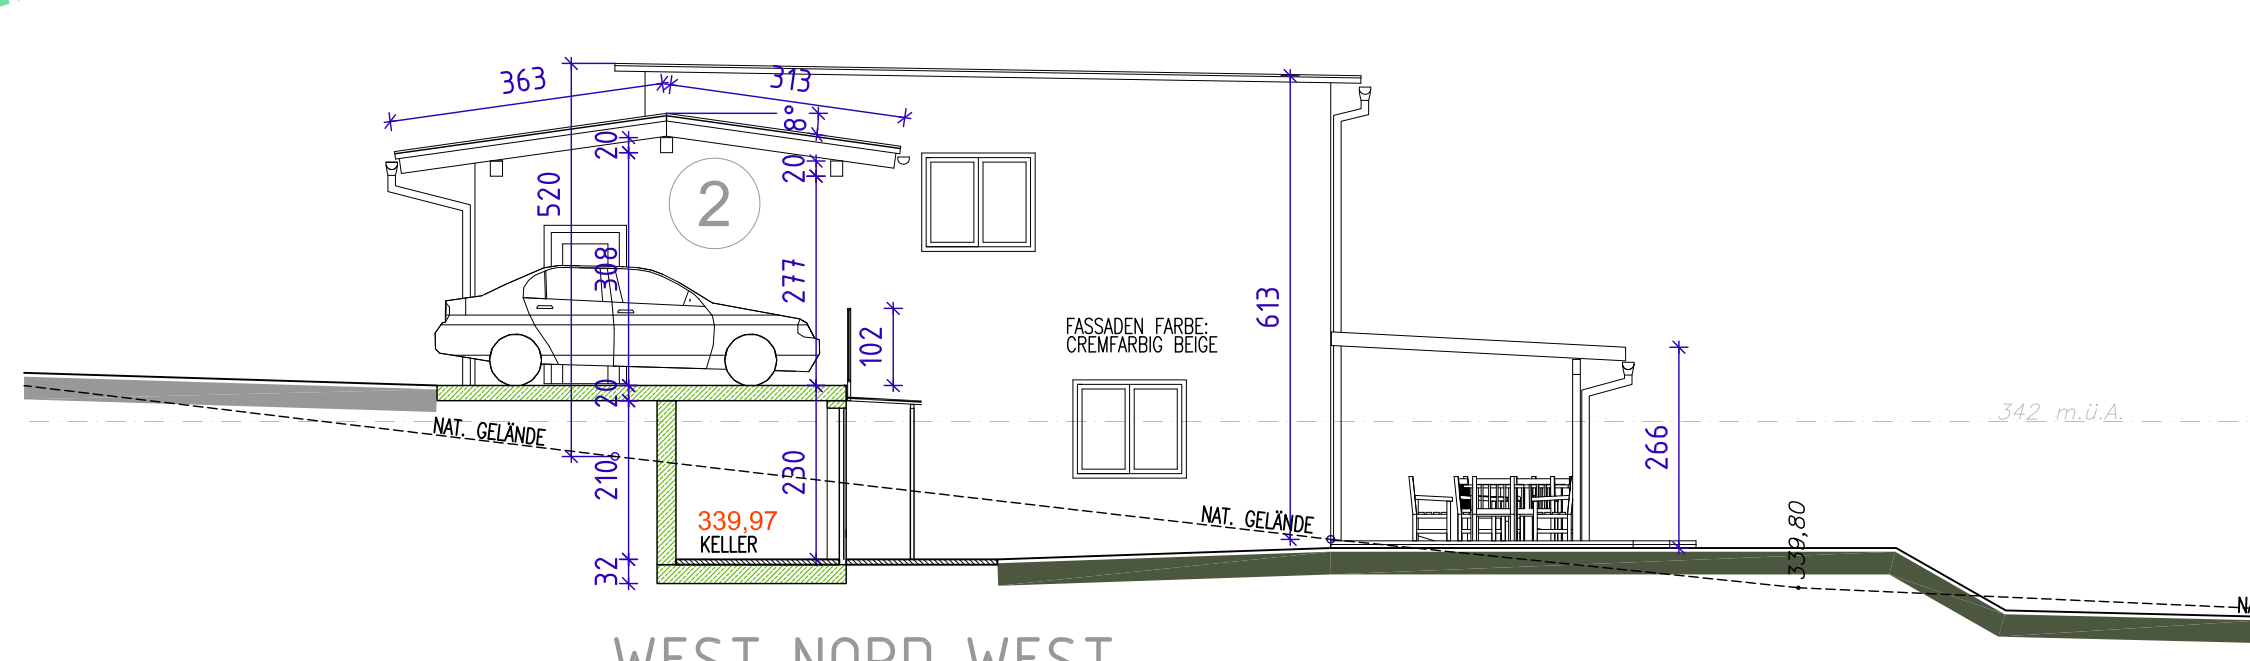 363
313
8°
20
20
520
2
308
277
102
613
FASSADEN FARBE:
CREMFARBIG BEIGE
20
342 m.ü.A.
NAT. GELÄNDE
266
210
230
339,97
KELLER
NAT. GELÄNDE
339,80
32
WEST NORD WEST